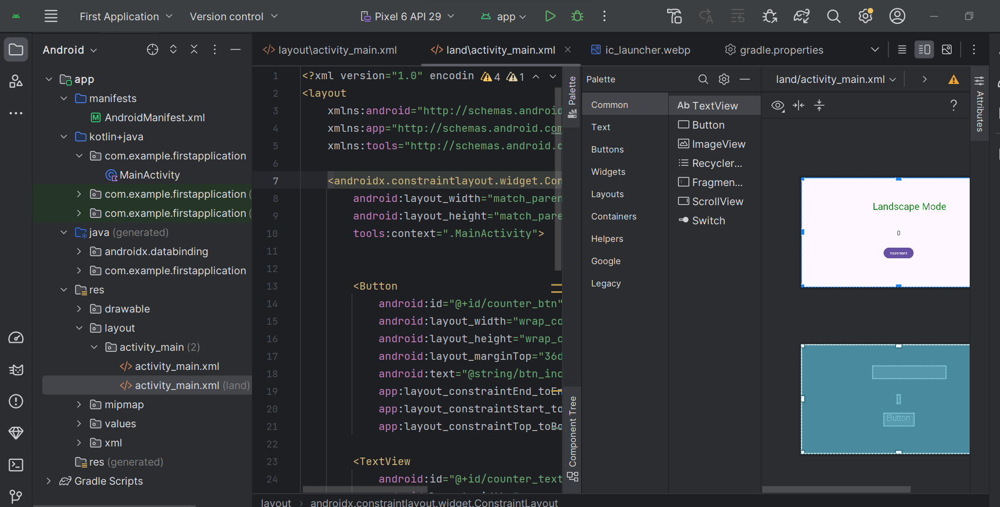 First Application
Version control
Pixel 6 API 29
app
Android
layout\activity_main.xml
land\activity_main.xml
ic_launcher.webp
gradle.properties
app
manifests
AndroidManifest.xml
kotlin+java
com.example.firstapplication
MainActivity
com.example.firstapplication (
com.example.firstapplication (
java (generated)
androidx.databinding
com.example.firstapplication
res
drawable
layout
activity_main (2)
activity_main.xml
activity_main.xml (land)
mipmap
values
xml
res (generated)
Gradle Scripts
4 1
1 <?xml version="1.0" encodin
2 <layout
3 xmlns:android="http://schemas.android
4 xmlns:app="http://schemas.android.com
5 xmlns:tools="http://schemas.android.c
6
7 <androidx.constraintlayout.widget.Con
8 android:layout_width="match_paren
9 android:layout_height="match_pare
10 tools:context=".MainActivity">
11
12
13 <Button
14 android:id="@+id/counter_btn"
15 android:layout_width="wrap_co
16 android:layout_height="wrap_c
17 android:layout_marginTop="36d
18 android:text="@string/btn_inc
19 app:layout_constraintEnd_toEn
20 app:layout_constraintStart_to
21 app:layout_constraintTop_toBo
22
23 <TextView
24 android:id="@+id/counter_text
layout › androidx.constraintlayout.widget.ConstraintLayout
Palette
Component Tree
Palette
Common
Text
Buttons
Widgets
Layouts
Containers
Helpers
Google
Legacy
Ab TextView
Button
ImageView
Recycler...
Fragmen...
ScrollView
Switch
land/activity_main.xml
?
Attributes
Landscape Mode
0
Increment
Button